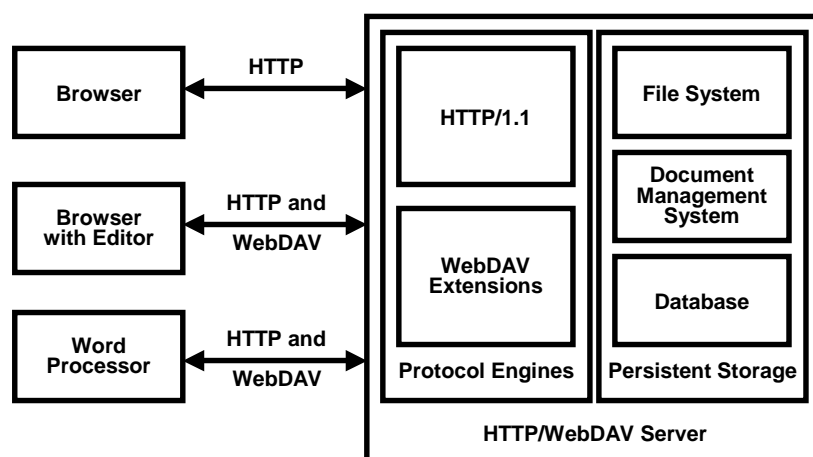 Browser
HTTP
Browser
with Editor
HTTP and
WebDAV
Word
Processor
HTTP and
WebDAV
HTTP/1.1
WebDAV
Extensions
Protocol Engines
File System
Document
Management
System
Database
Persistent Storage
HTTP/WebDAV Server